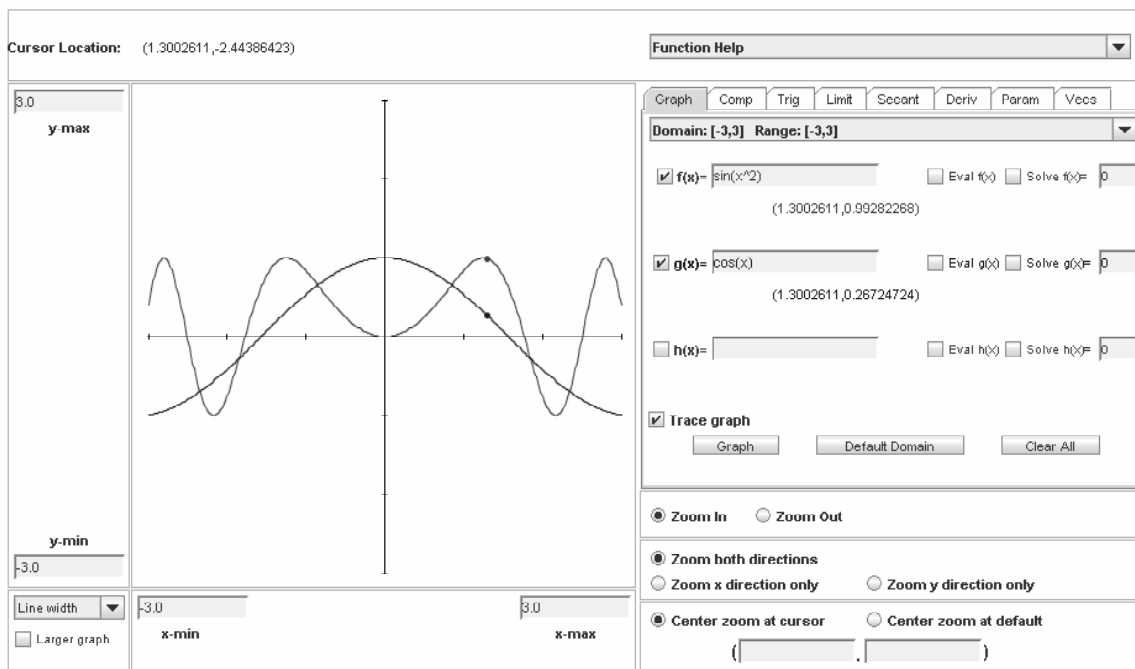 Cursor Location: (1.3002611,-2.44386423)
Function Help
3.0
y-max
y-min
-3.0
Line width
Larger graph
-3.0
x-min
3.0
x-max
Graph Comp Trig Limit Secant Deriv Param Vecs
Domain: [-3,3] Range: [-3,3]
f(x)= sin(x^2) Eval f(x) Solve f(x)= 0
(1.3002611,0.99282268)
g(x)= cos(x) Eval g(x) Solve g(x)= 0
(1.3002611,0.26724724)
h(x)= Eval h(x) Solve h(x)= 0
Trace graph
Graph Default Domain Clear All
Zoom In Zoom Out
Zoom both directions
Zoom x direction only Zoom y direction only
Center zoom at cursor Center zoom at default
( , )